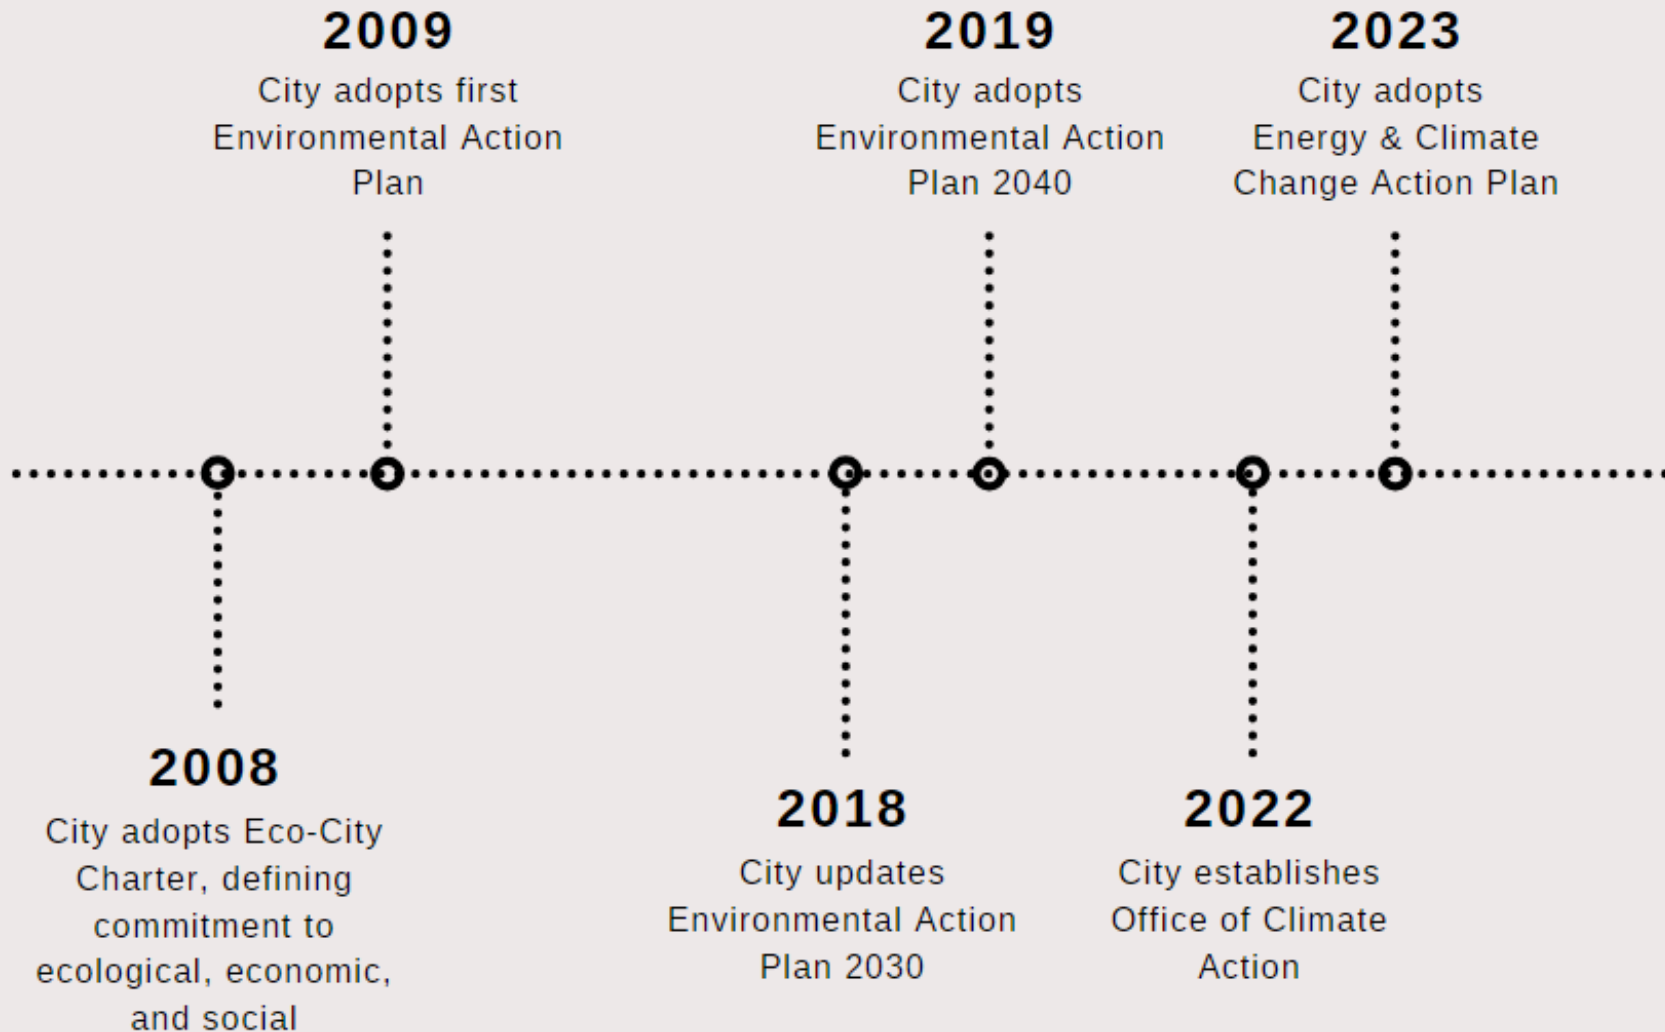 2009
City adopts first
Environmental Action
Plan
2019
City adopts
Environmental Action
Plan 2040
2023
City adopts
Energy & Climate
Change Action Plan
2008
City adopts Eco-City
Charter, defining
commitment to
ecological, economic,
and social
2018
City updates
Environmental Action
Plan 2030
2022
City establishes
Office of Climate
Action